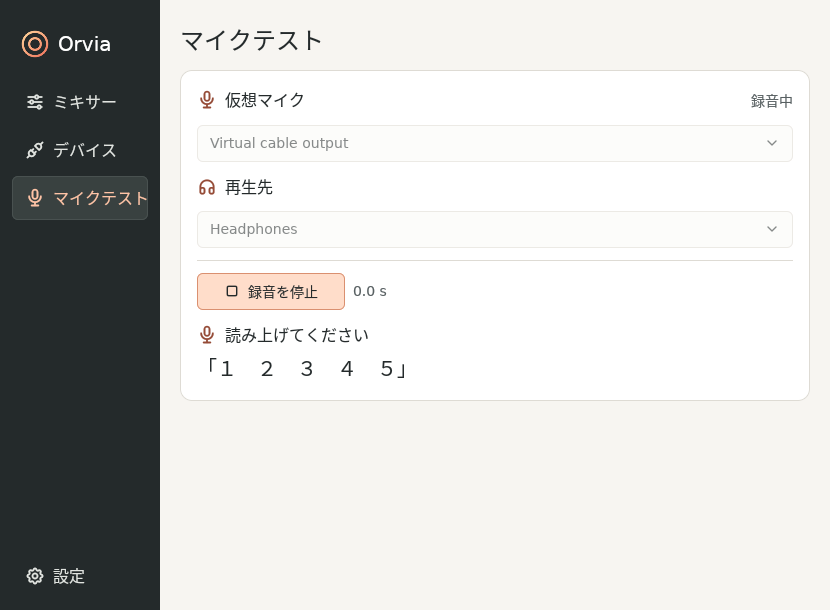 Orvia
ミキサー
デバイス
マイクテスト
設定
マイクテスト
仮想マイク
録音中
Virtual cable output
再生先
Headphones
録音を停止
0.0 s
読み上げてください
「１　２　３　４　５」